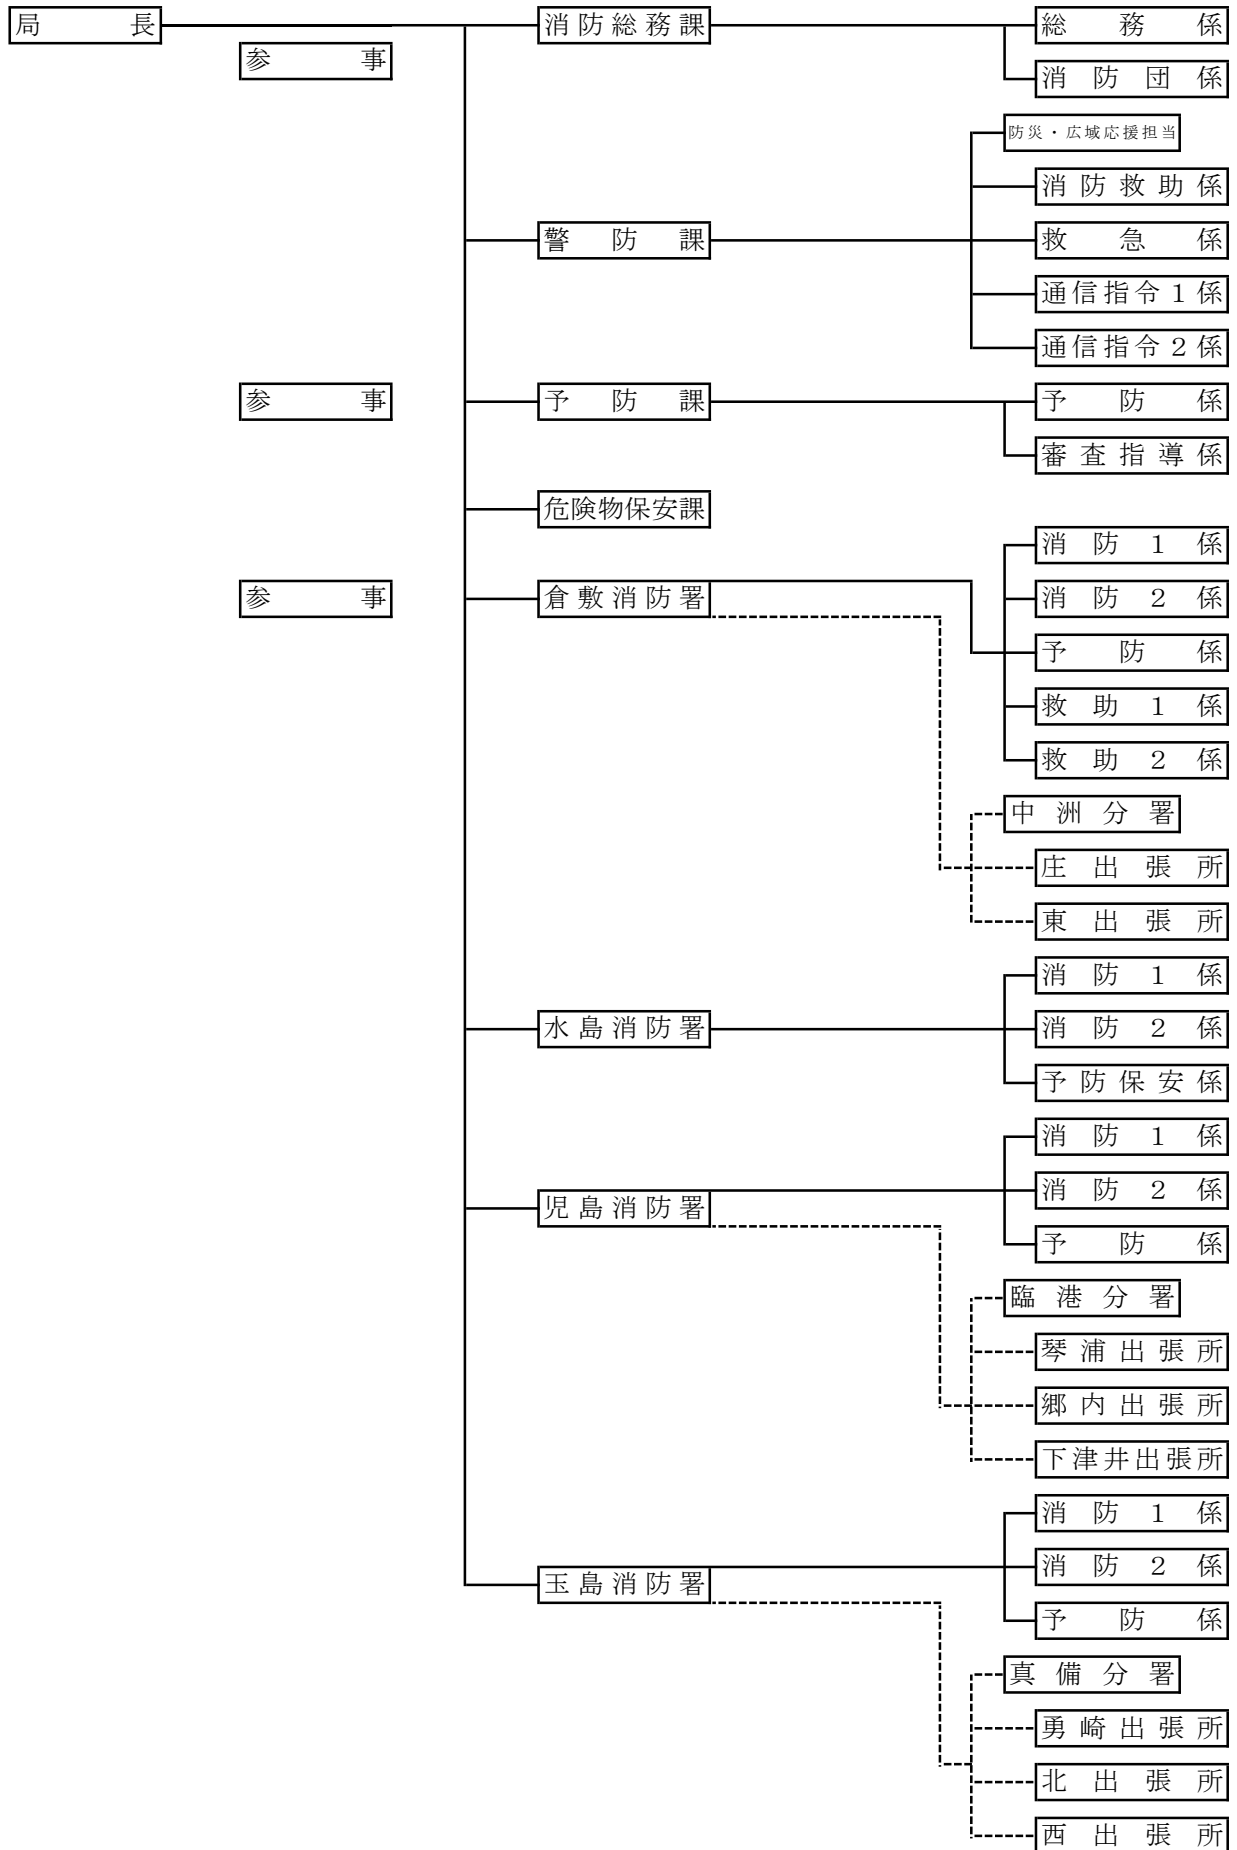 局長 消防総務課 総務係
参事
消防団係
防災・広域応援担当
消防救助係
警防課 救急係
通信指令１係
通信指令２係
参事 予防課 予防係
審査指導係
危険物保安課
消防１係
参事 倉敷消防署 消防２係
予防係
救助１係
救助２係
中洲分署
庄出張所
東出張所
消防１係
水島消防署 消防２係
予防保安係
消防１係
児島消防署 消防２係
予防係
臨港分署
琴浦出張所
郷内出張所
下津井出張所
消防１係
玉島消防署 消防２係
予防係
真備分署
勇崎出張所
北出張所
西出張所